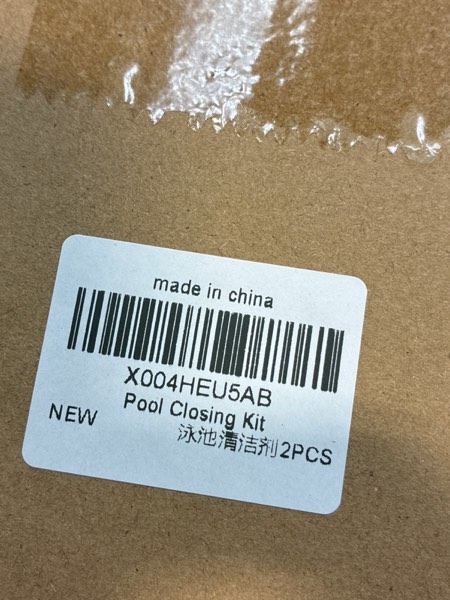 made in china
X004HEU5AB
Pool Closing Kit
NEW
泳池清洁剂2PCS